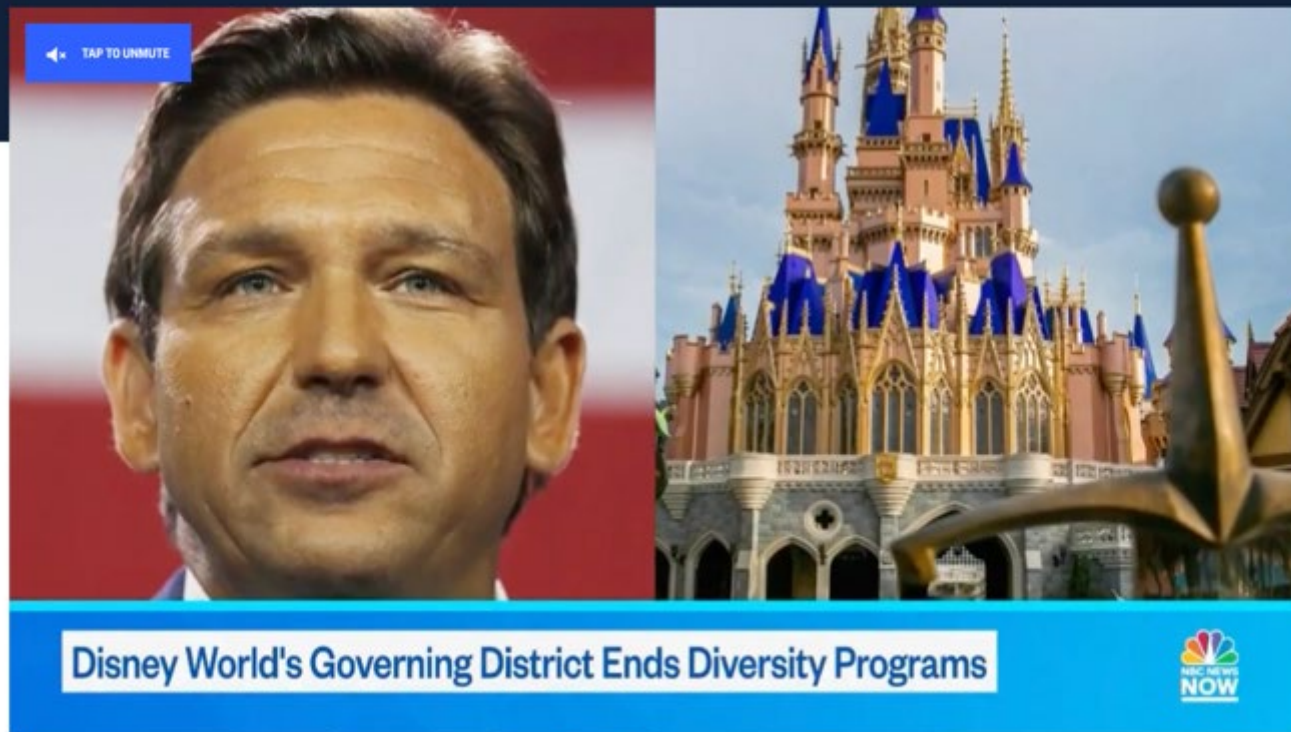 TAP TO UNMUTE
Disney World's Governing District Ends Diversity Programs
NBC NEWS
NOW